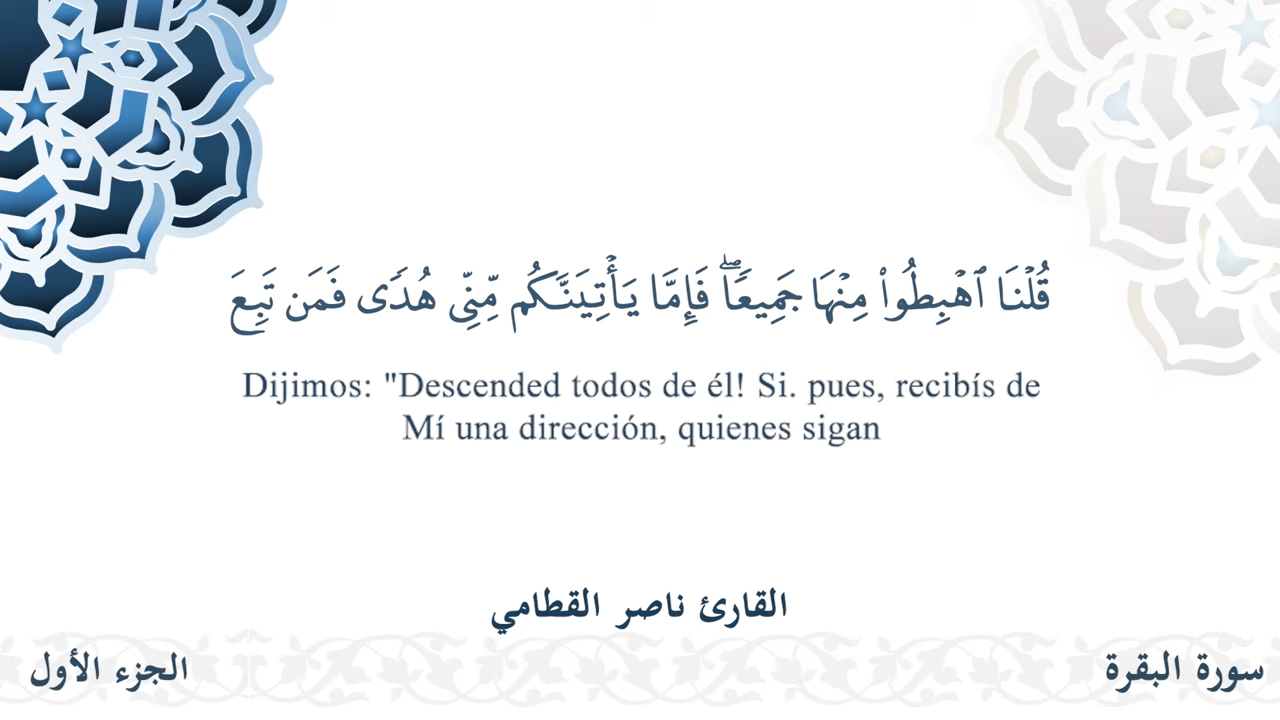 قُلۡنَا ٱهۡبِطُواْ مِنۡهَا جَمِيعٗاۖ فَإِمَّا يَأۡتِيَنَّكُم مِّنِّي هُدٗى فَمَن تَبِعَ
Dijimos: "Descended todos de él! Si. pues, recibís de
Mí una dirección, quienes sigan
القارئ ناصر القطامي
سورة البقرة
الجزء الأول